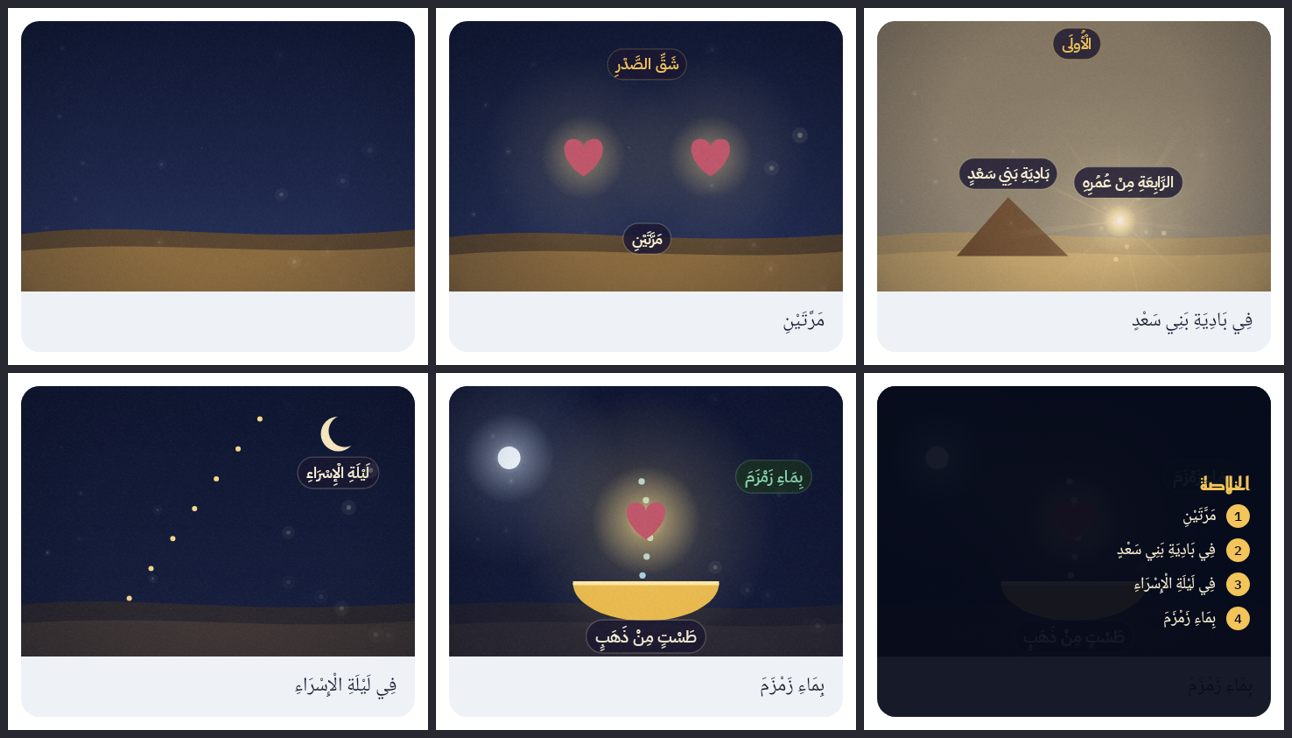 شَقِّ الصَّدْرِ
مَرَّتَيْنِ
مَرَّتَيْنِ
الْأُولَى
بَادِيَةِ بَنِي سَعْدٍ
الرَّابِعَةِ مِنْ عُمُرِهِ
فِي بَادِيَةِ بَنِي سَعْدٍ
لَيْلَةِ الْإِسْرَاءِ
فِي لَيْلَةِ الْإِسْرَاءِ
بِمَاءِ زَمْزَمَ
طَسْتٍ مِنْ ذَهَبٍ
بِمَاءِ زَمْزَمَ
الخلاصة
1 مَرَّتَيْنِ
2 فِي بَادِيَةِ بَنِي سَعْدٍ
3 فِي لَيْلَةِ الْإِسْرَاءِ
4 بِمَاءِ زَمْزَمَ
طَسْتٍ مِنْ ذَهَبٍ
بِمَاءِ زَمْزَمَ